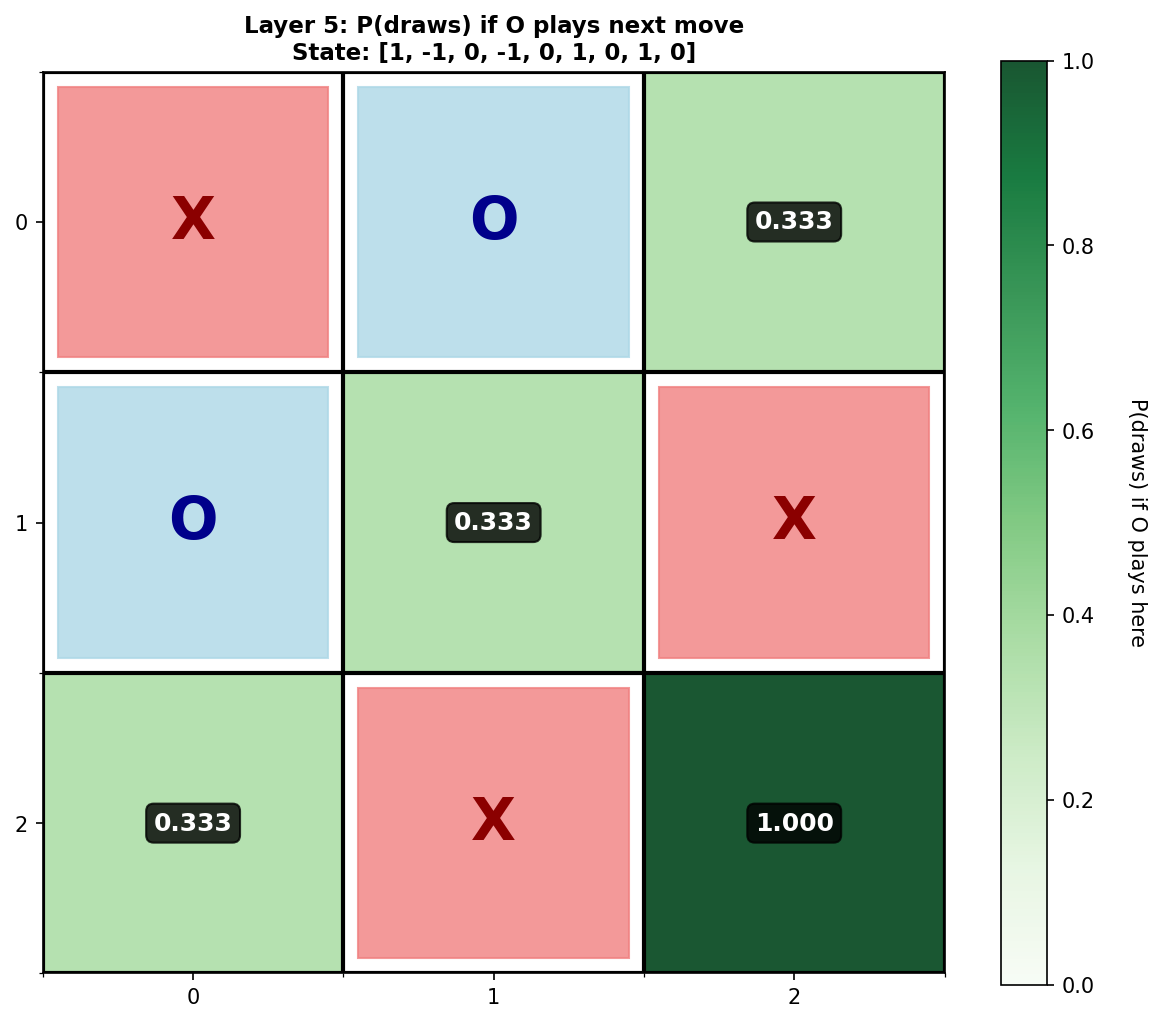 Layer 5: P(draws) if O plays next move
State: [1, -1, 0, -1, 0, 1, 0, 1, 0]
X
O
0.333
O
0.333
X
0.333
X
1.000
0
1
2
0
1
2
1.0
0.8
0.6
0.4
0.2
0.0
P(draws) if O plays here